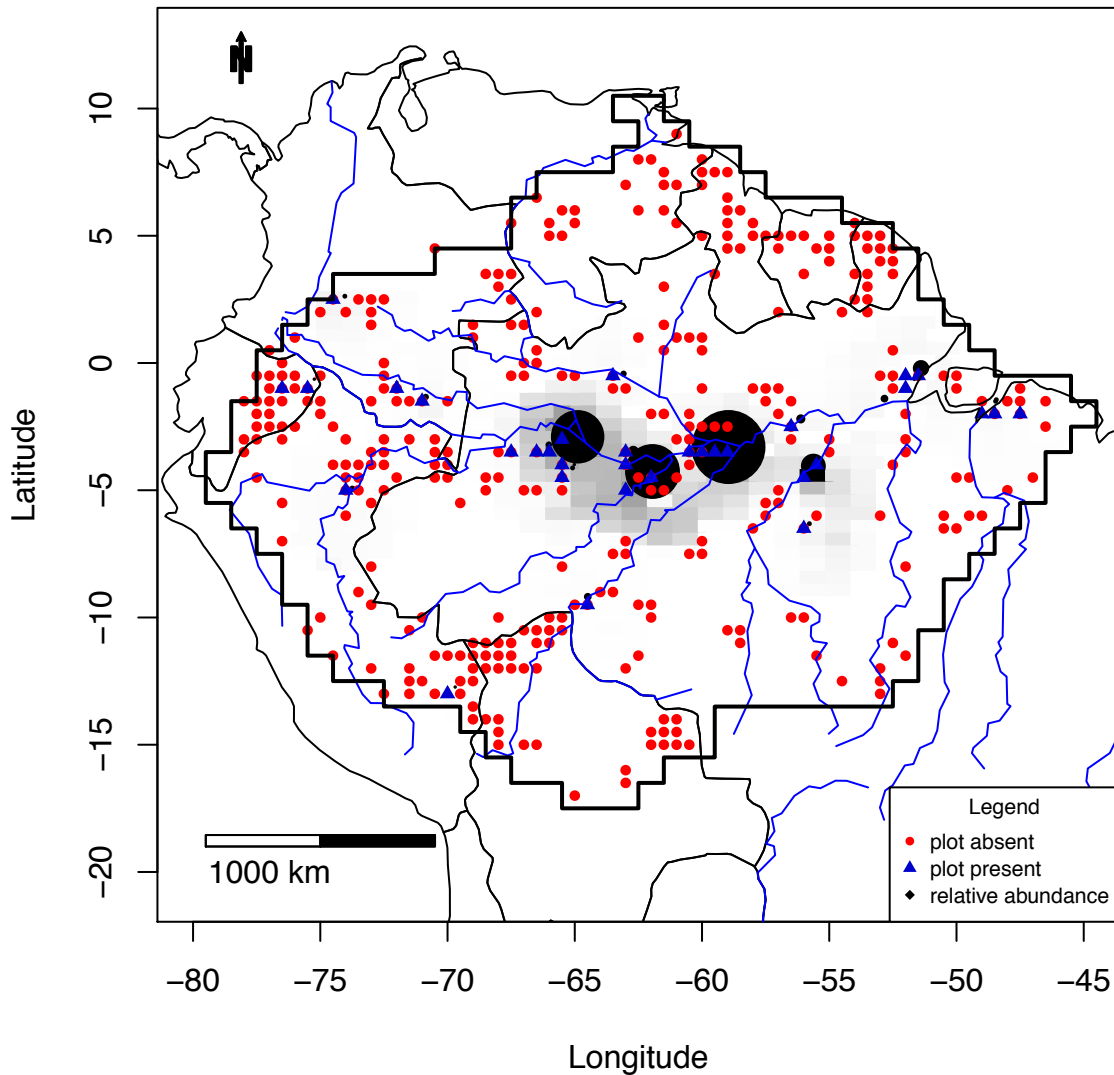 N
10
5
0
−5
−10
−15
−20
Latitude
1000 km
Legend
plot absent
plot present
relative abundance
−80 −75 −70 −65 −60 −55 −50 −45
Longitude